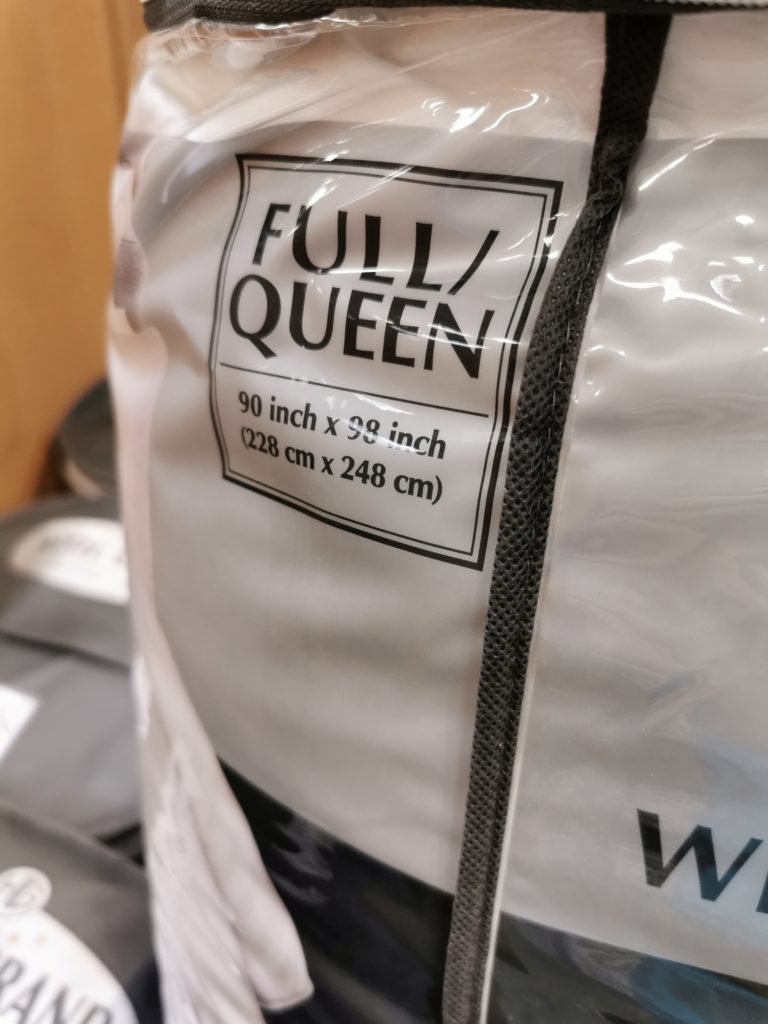 FULL/
QUEEN
90 inch x 98 inch
(228 cm x 248 cm)